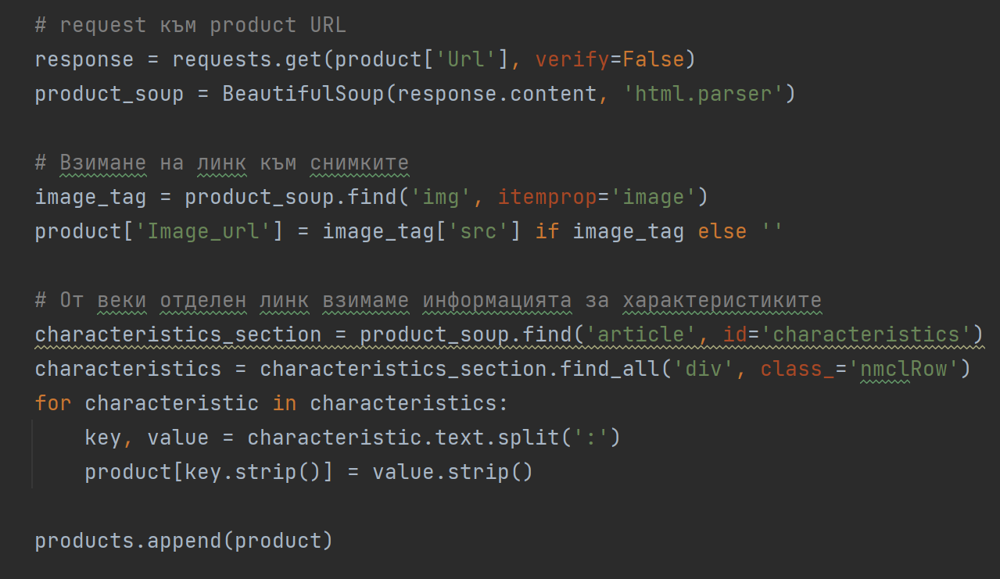 # request към product URL
response = requests.get(product['Url'], verify=False)
product_soup = BeautifulSoup(response.content, 'html.parser')
# Взимане на линк към снимките
image_tag = product_soup.find('img', itemprop='image')
product['Image_url'] = image_tag['src'] if image_tag else ''
# От веки отделен линк взимаме информацията за характеристиките
characteristics_section = product_soup.find('article', id='characteristics')
characteristics = characteristics_section.find_all('div', class_='nmclRow')
for characteristic in characteristics:
    key, value = characteristic.text.split(':')
    product[key.strip()] = value.strip()
products.append(product)